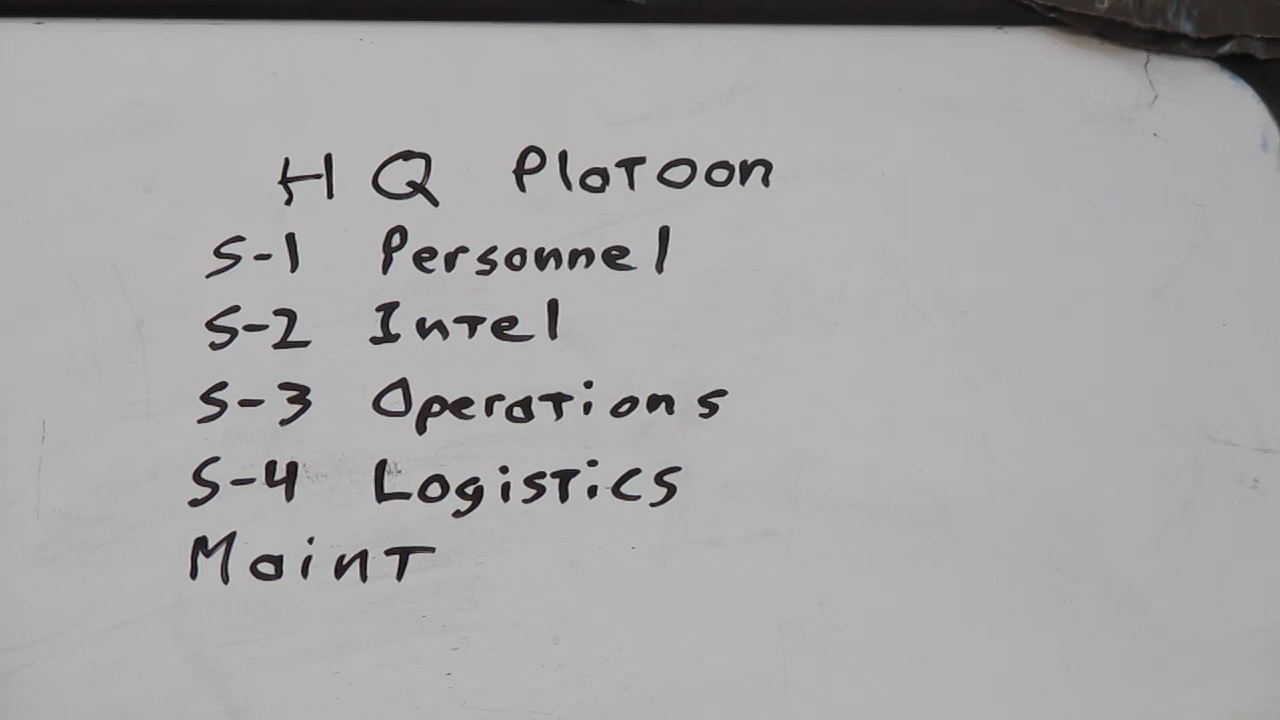 HQ Platoon
S-1 Personnel
S-2 Intel
S-3 Operations
S-4 Logistics
Maint